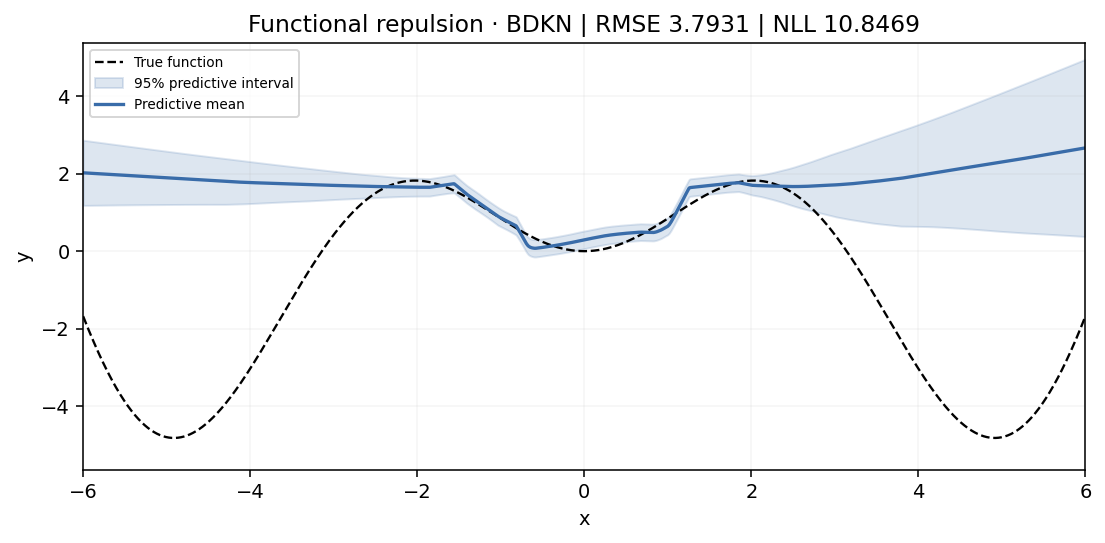 Functional repulsion · BDKN | RMSE 3.7931 | NLL 10.8469
True function
95% predictive interval
Predictive mean
y
4
2
0
−2
−4
−6
−4
−2
0
2
4
6
x